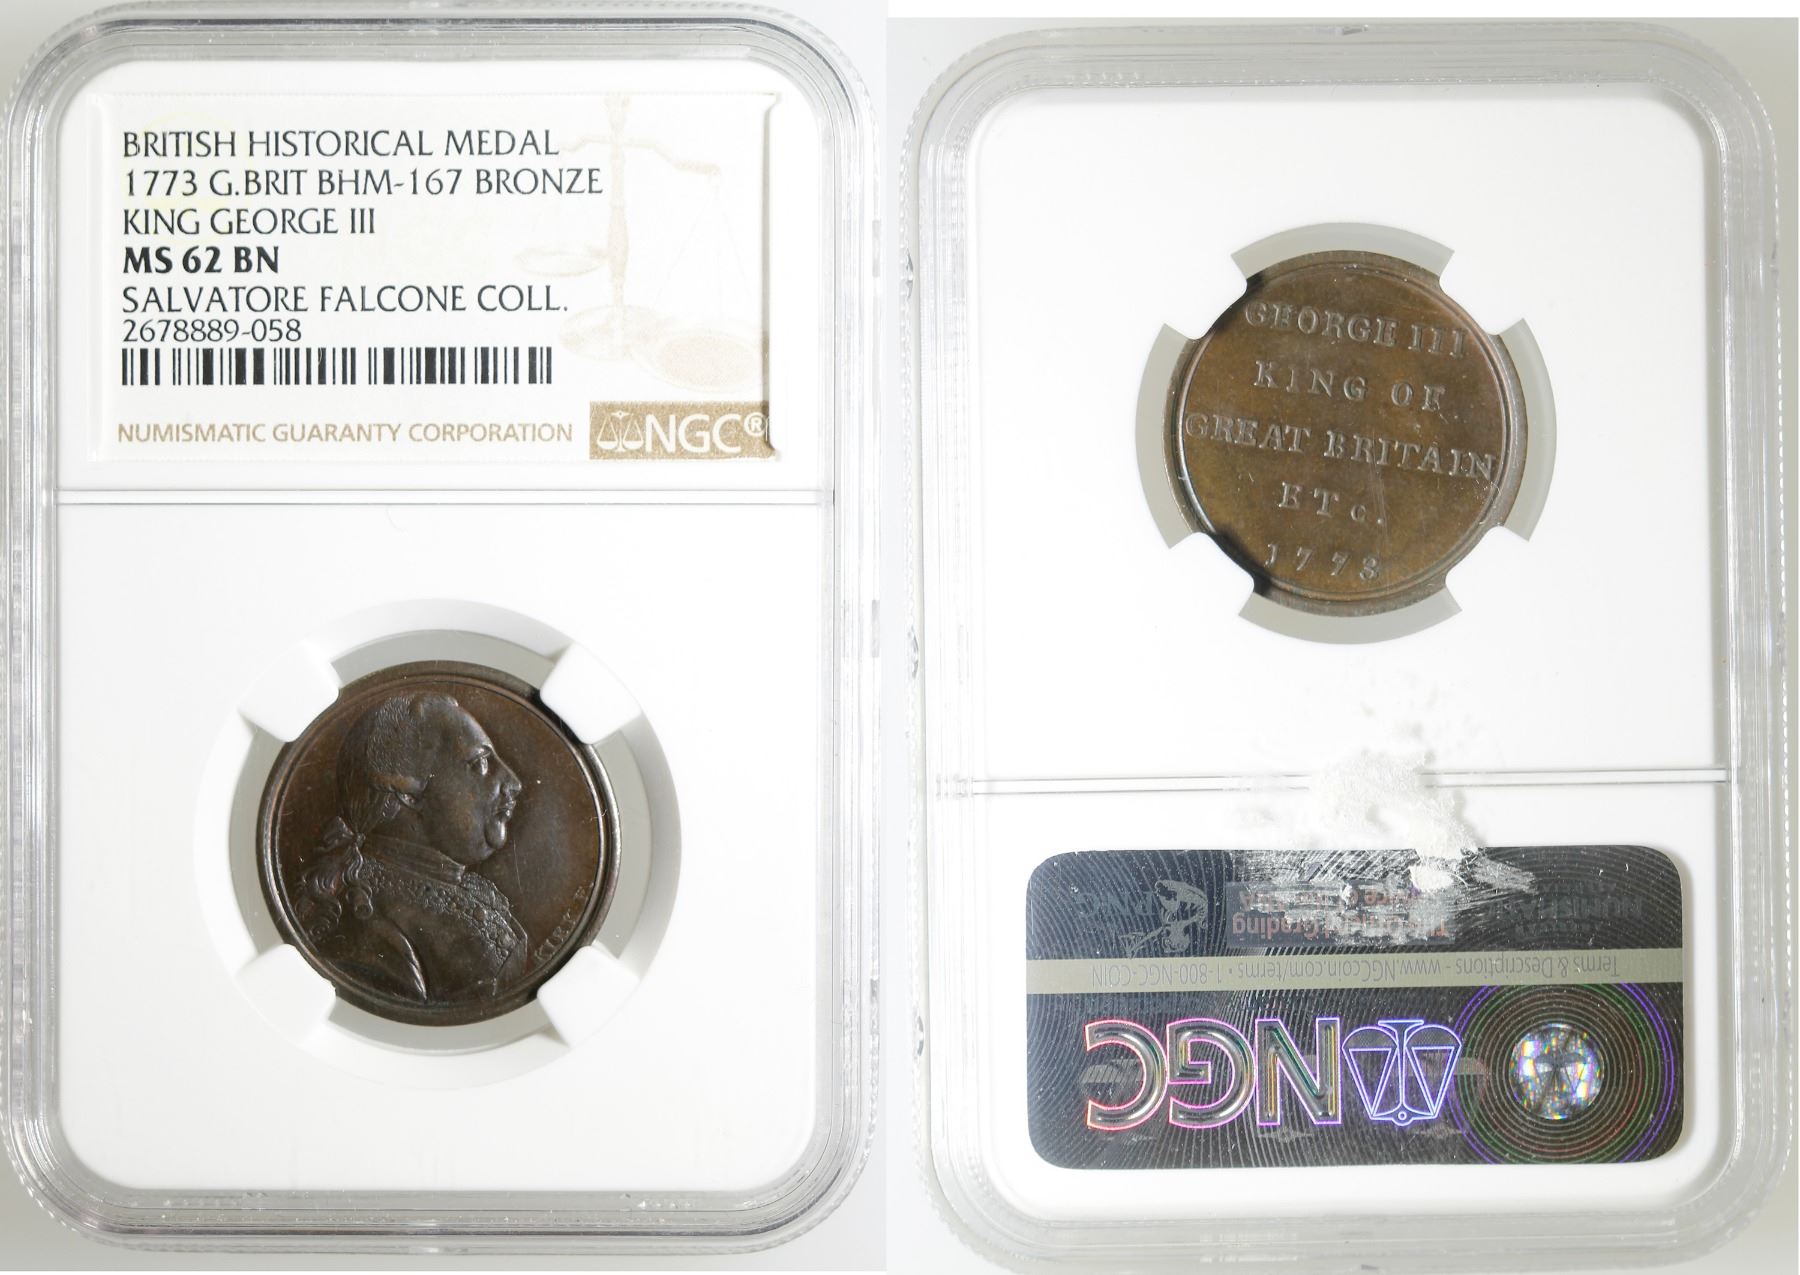 BRITISH HISTORICAL MEDAL
1773 G.BRIT BHM-167 BRONZE
KING GEORGE III
MS 62 BN
SALVATORE FALCONE COLL.
2678889-058
NUMISMATIC GUARANTY CORPORATION
NGC®
KIRK F.
GEORGE III
KING OF
GREAT BRITAIN
ETc.
1773
NGC
Terms & Descriptions - www.NGCcoin.com/terms • 1-800-NGC-COIN
Grading